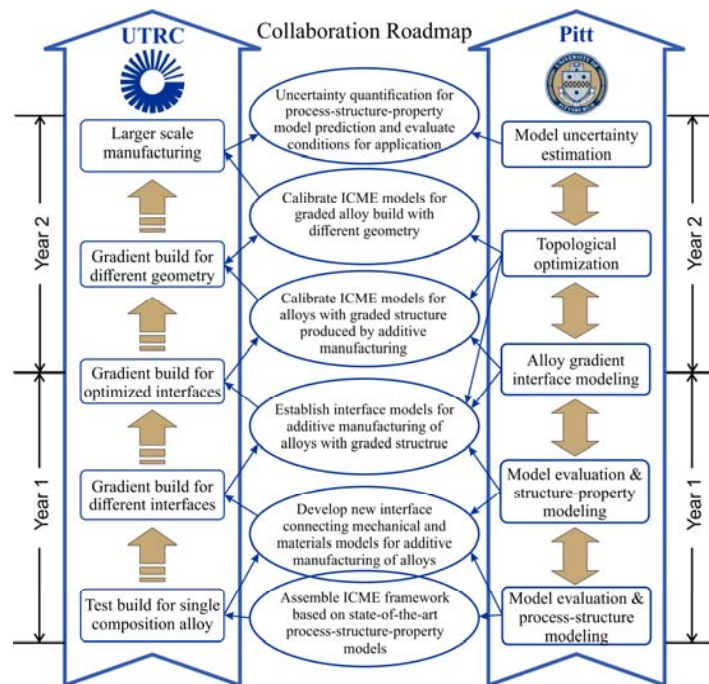 UTRC
Collaboration Roadmap
Pitt
UNIVERSITY OF
PITTSBURGH
Uncertainty quantification for
process-structure-property
model prediction and evaluate
conditions for application
Larger scale
manufacturing
Model uncertainty
estimation
Year 2
Year 2
Calibrate ICME models for
graded alloy build with
different geometry
Gradient build for
different geometry
Topological
optimization
Calibrate ICME models for
alloys with graded structure
produced by additive
manufacturing
Gradient build for
optimized interfaces
Alloy gradient
interface modeling
Establish interface models for
additive manufacturing of
alloys with graded structrue
Year 1
Year 1
Gradient build for
different interfaces
Model evaluation &
structure-property
modeling
Develop new interface
connecting mechanical and
materials models for additive
manufacturing of alloys
Test build for single
composition alloy
Assemble ICME framework
based on state-of-the-art
process-structure-property
models
Model evaluation &
process-structure
modeling